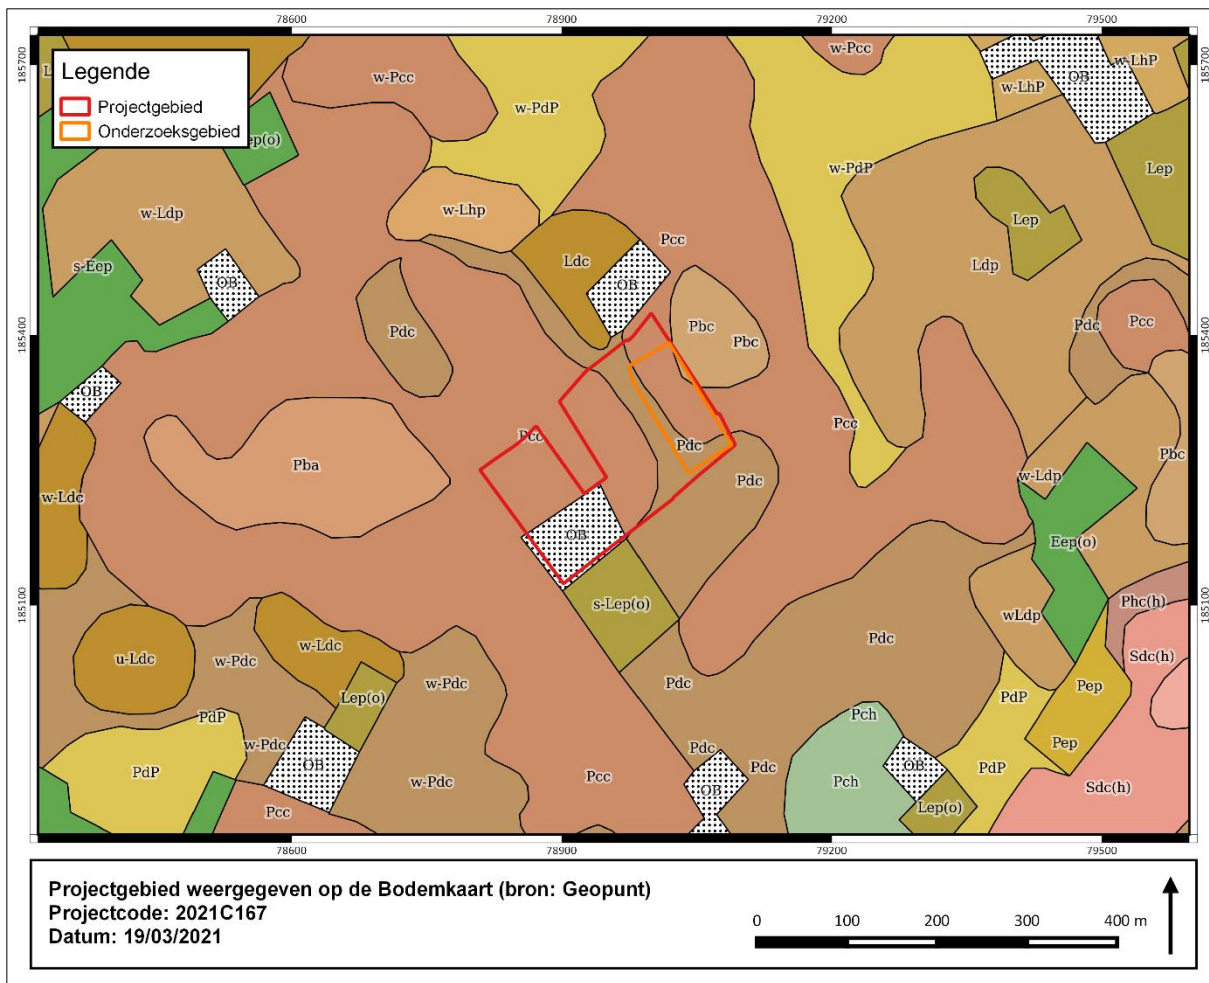 78600 78900 79200 79500
185700 185700
Legende
Projectgebied
Onderzoeksgebied
w-Pcc w-Pcc w-LhP OB w-LhP
w-PdP
ep(o) w-PdP Lep
w-Ldp w-Lhp Lep
Pcc
s-Eep Ldc Ldp
OB OB
185400 Pdc Pbc Pdc Pcc 185400
Pbc
OB
Pcc Pcc
Pdc Pbc
Pba w-Ldp
w-Ldc Pdc
OB Eep(o)
185100 s-Lep(o) Phc(h) 185100
wLdp
w-Ldc Pdc
u-Ldc w-Pdc Sdc(h)
w-Pdc Pdc Pep
Lep(o) PdP
PdP Pch
w-Pdc Pdc Pep
OB Pdc OB
PdP w-Pdc Pcc Pch PdP
OB Sdc(h)
Pcc Lep(o)
78600 78900 79200 79500
Projectgebied weergegeven op de Bodemkaart (bron: Geopunt)
Projectcode: 2021C167
Datum: 19/03/2021
0 100 200 300 400 m